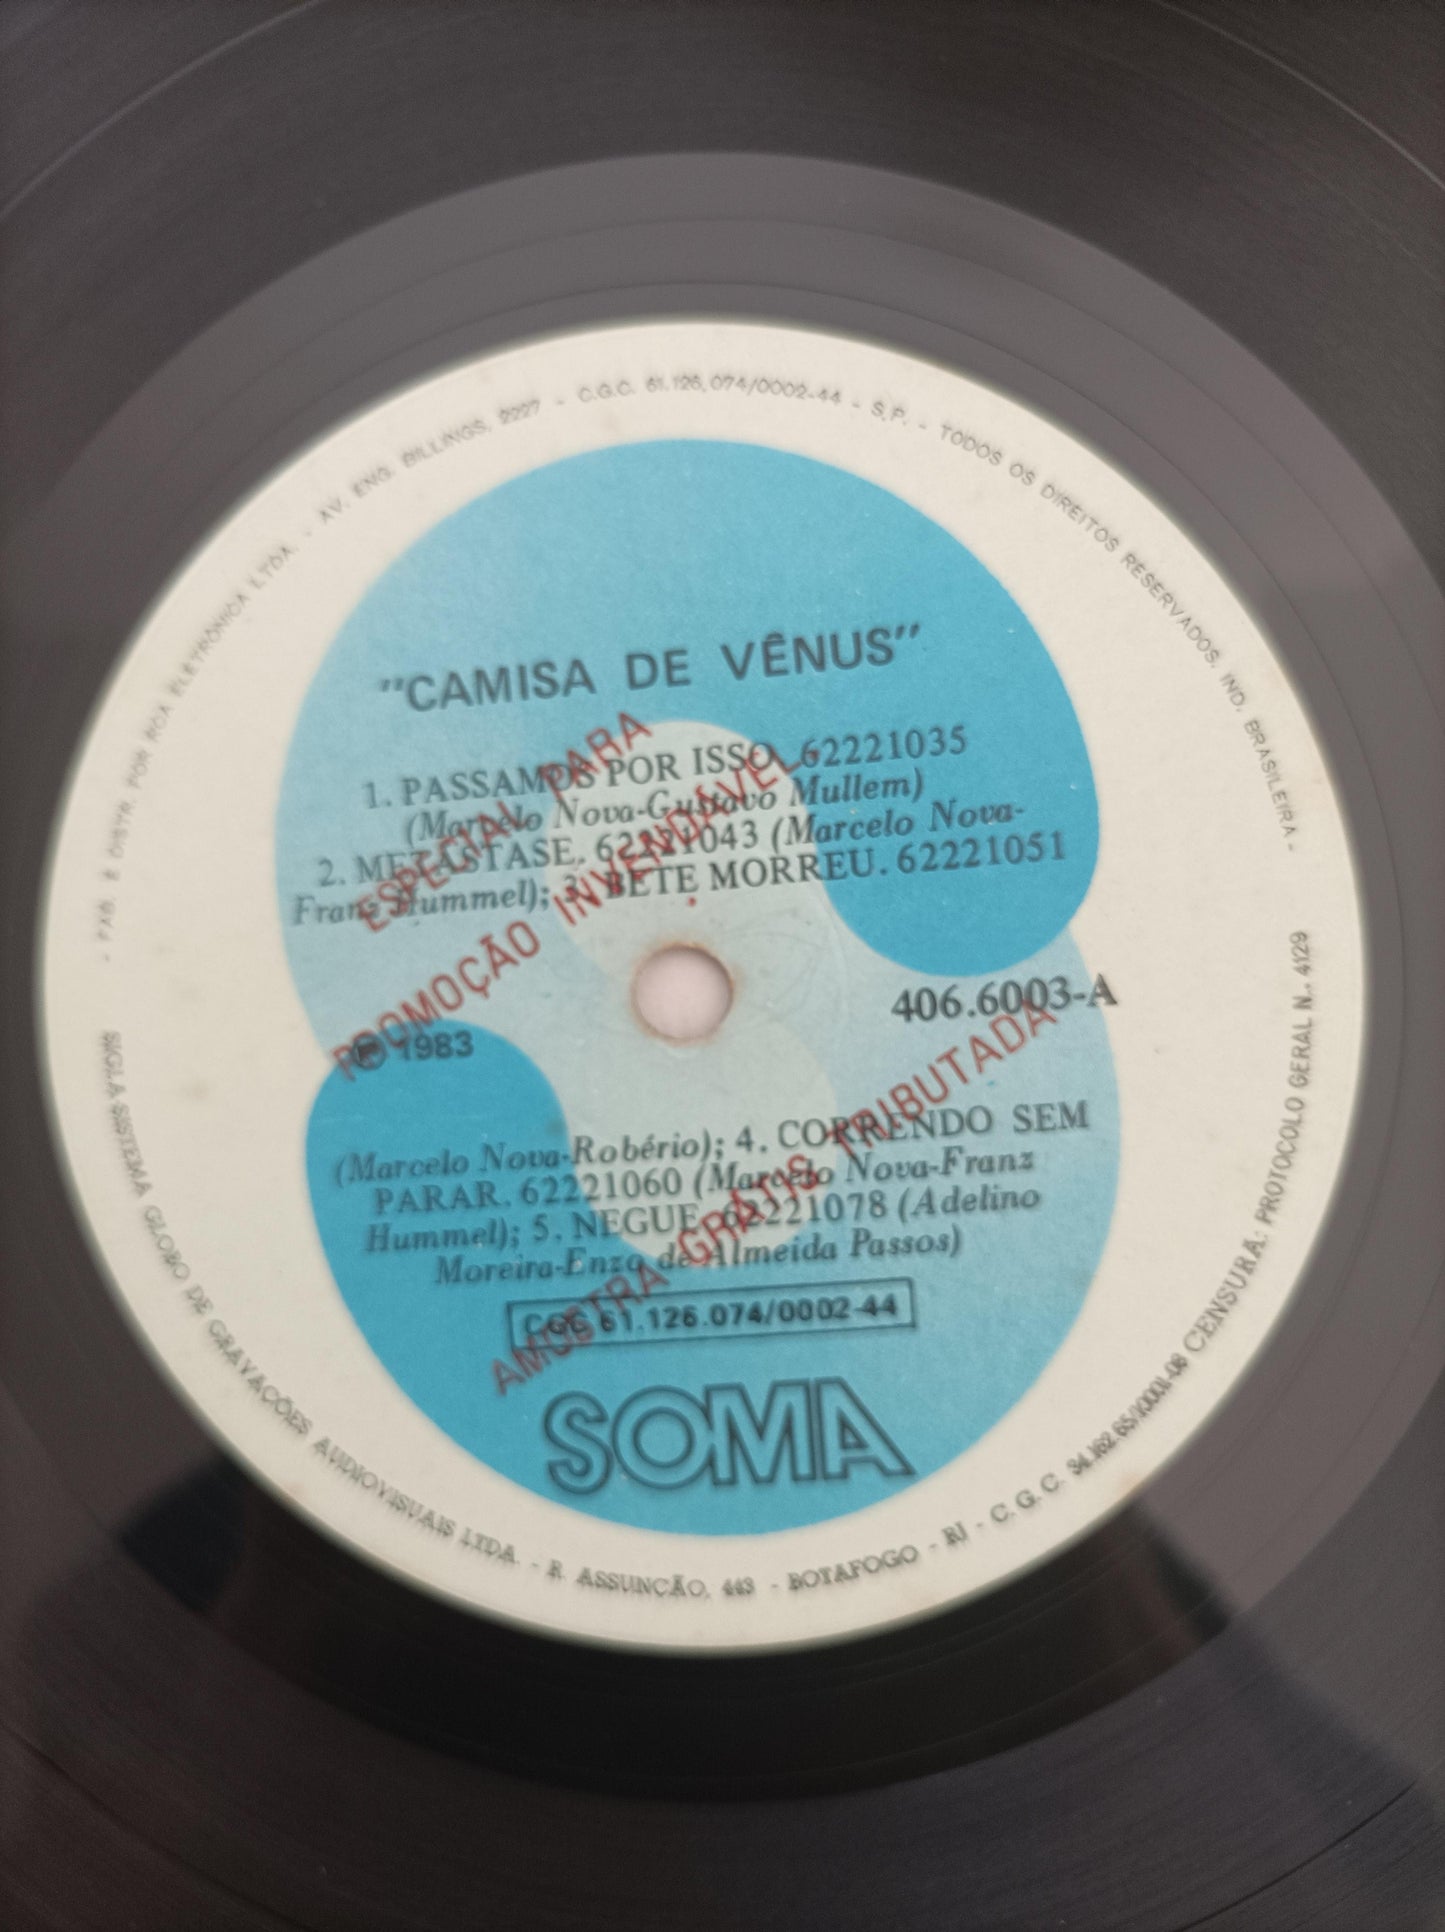 "CAMISA DE VÊNUS"
1. PASSAMOS POR ISSO. 62221035
(Marcelo Nova-Gustavo Mullem)
2. METÁSTASE. 62221043 (Marcelo Nova-
Franz Hummel); 3. BETE MORREU. 62221051
406.6003-A
Ⓟ 1983
(Marcelo Nova-Robério); 4. CORRENDO SEM
PARAR. 62221060 (Marcelo Nova-Franz
Hummel); 5. NEGUE. 62221078 (Adelino
Moreira-Enzo de Almeida Passos)
CGC 61.126.074/0002-44
SOMA
ESPECIAL PARA
PROMOÇÃO INVENDÁVEL
AMOSTRA GRÁTIS TRIBUTADA
- FAB. E DISTR. POR RCA ELETRÔNICA LTDA. - AV. ENG. BILLINGS, 2227 - C.G.C. 61.126.074/0002-44 - S.P. - TODOS OS DIREITOS RESERVADOS. IND. BRASILEIRA -
SIGLA SISTEMA GLOBO DE GRAVAÇÕES AUDIOVISUAIS LTDA. - R. ASSUNÇÃO, 443 - BOTAFOGO - RJ - C.G.C. 34.162.65/0001-08 CENSURA: PROTOCOLO GERAL N.. 4129